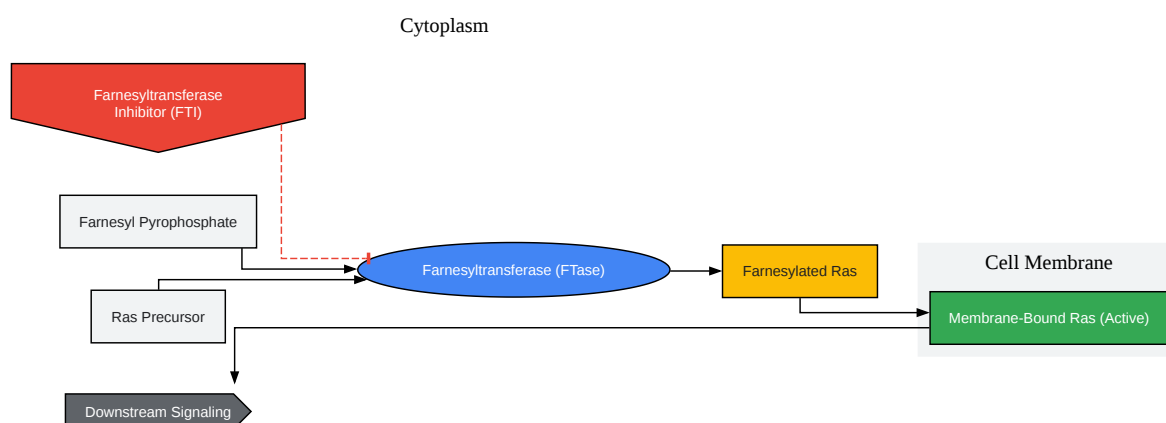 Cytoplasm
Farnesyltransferase
Inhibitor (FTI)
Farnesyl Pyrophosphate
Farnesyltransferase (FTase)
Farnesylated Ras
Cell Membrane
Ras Precursor
Membrane-Bound Ras (Active)
Downstream Signaling